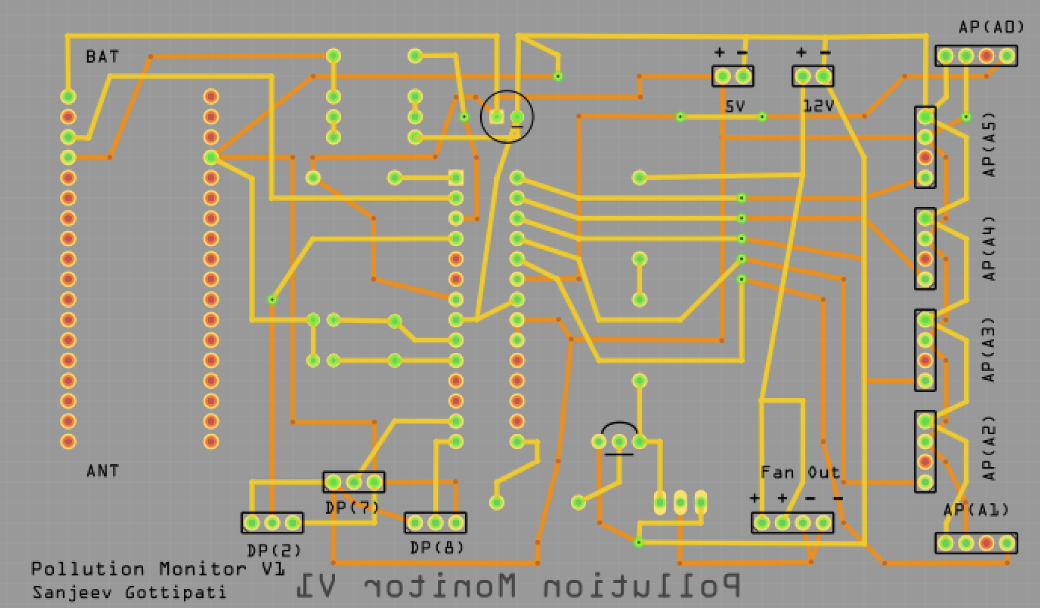 AP(A0)
BAT
+ -
+ -
5V
12V
AP(A5)
AP(A4)
AP(A3)
AP(A2)
ANT
Fan Out
+ + - -
DP(7)
AP(A1)
DP(2)
DP(8)
Pollution Monitor V1
Pollution Monitor V1
Sanjeev Gottipati